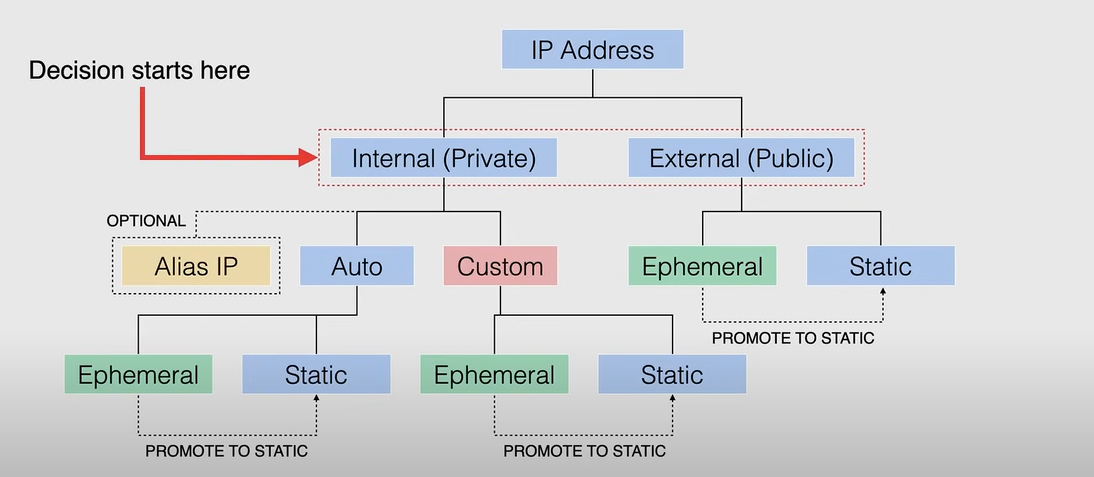 IP Address
Decision starts here
Internal (Private)
External (Public)
OPTIONAL
Alias IP
Auto
Custom
Ephemeral
Static
PROMOTE TO STATIC
Ephemeral
Static
Ephemeral
Static
PROMOTE TO STATIC
PROMOTE TO STATIC